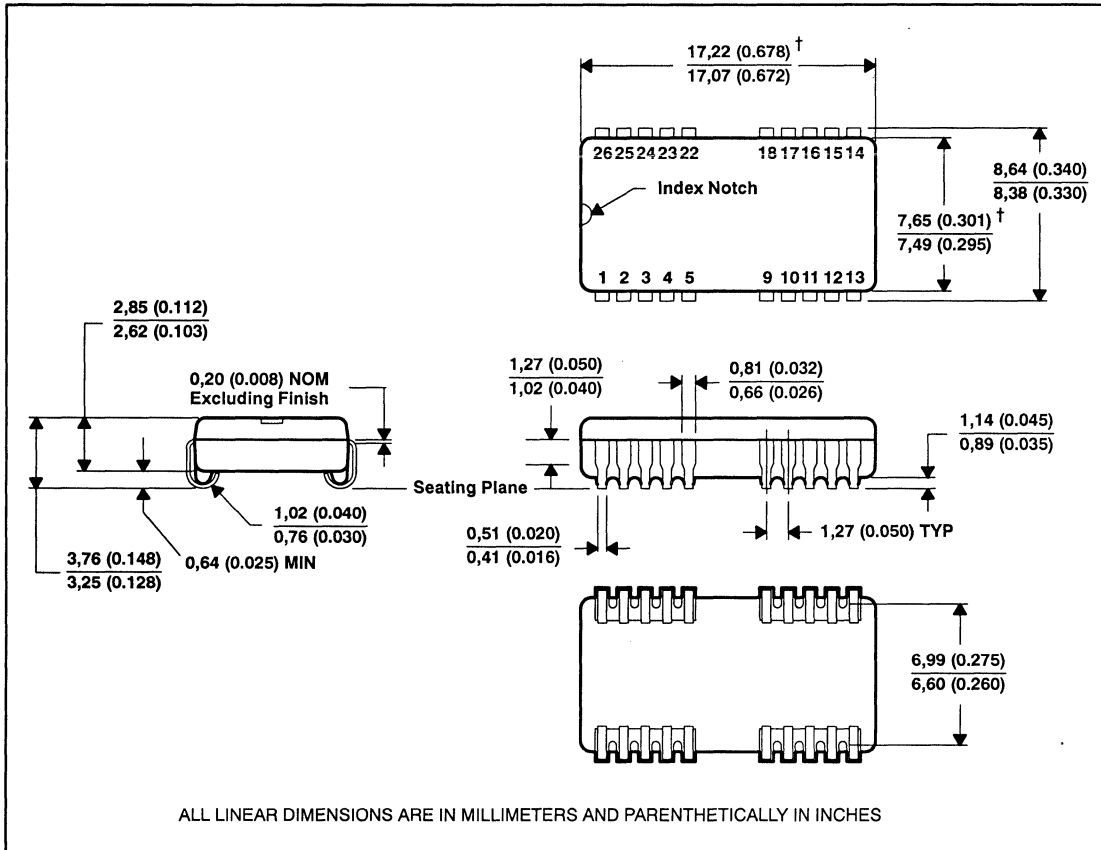 17,22 (0.678) †
17,07 (0.672)
26 25 24 23 22 18 17 16 15 14
Index Notch
8,64 (0.340)
8,38 (0.330)
7,65 (0.301) †
7,49 (0.295)
1 2 3 4 5 9 10 11 12 13
2,85 (0.112)
2,62 (0.103)
0,20 (0.008) NOM
Excluding Finish
1,27 (0.050)
1,02 (0.040)
0,81 (0.032)
0,66 (0.026)
1,14 (0.045)
0,89 (0.035)
Seating Plane
1,02 (0.040)
0,76 (0.030)
0,51 (0.020)
0,41 (0.016)
1,27 (0.050) TYP
3,76 (0.148)
3,25 (0.128)
0,64 (0.025) MIN
6,99 (0.275)
6,60 (0.260)
ALL LINEAR DIMENSIONS ARE IN MILLIMETERS AND PARENTHETICALLY IN INCHES